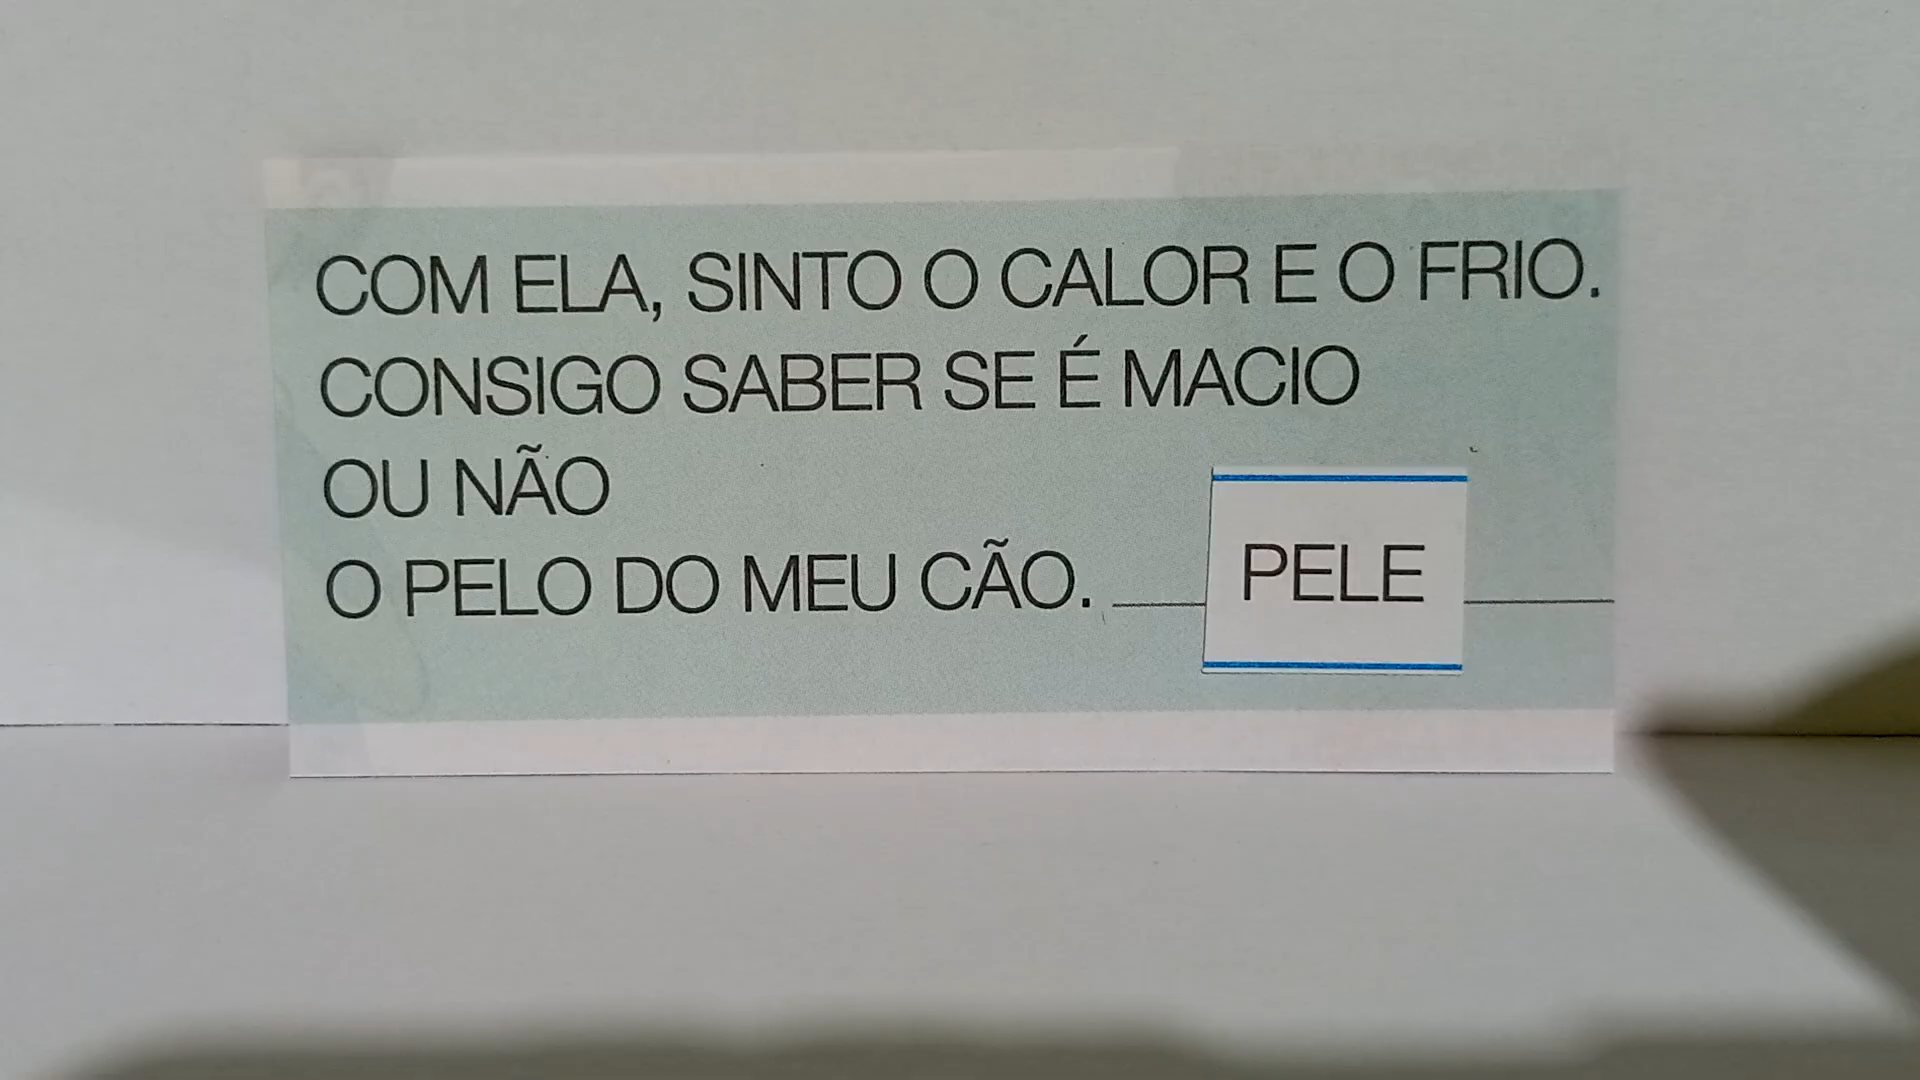 COM ELA, SINTO O CALOR E O FRIO.
CONSIGO SABER SE É MACIO
OU NÃO
O PELO DO MEU CÃO. PELE